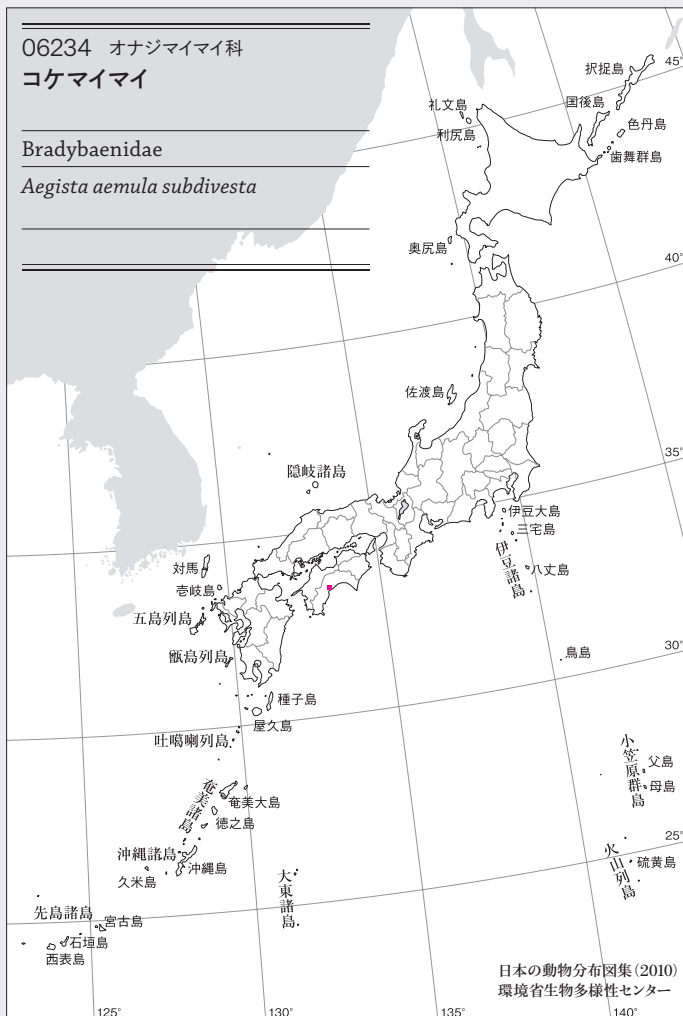 06234 オナジマイマイ科
コケマイマイ
Bradybaenidae
Aegista aemula subdivesta
択捉島
45°
国後島
礼文島
色丹島
利尻島
歯舞群島
奥尻島
40°
佐渡島
35°
隠岐諸島
伊豆大島
三宅島
伊豆諸島
八丈島
対馬
壱岐島
五島列島
甑島列島
鳥島
30°
種子島
屋久島
吐噶喇列島
小笠原群島
父島
母島
奄美諸島
奄美大島
徳之島
25°
沖縄諸島
沖縄島
久米島
火山列島
硫黄島
大東諸島
先島諸島
宮古島
石垣島
西表島
日本の動物分布図集(2010)
環境省生物多様性センター
125°
130°
135°
140°